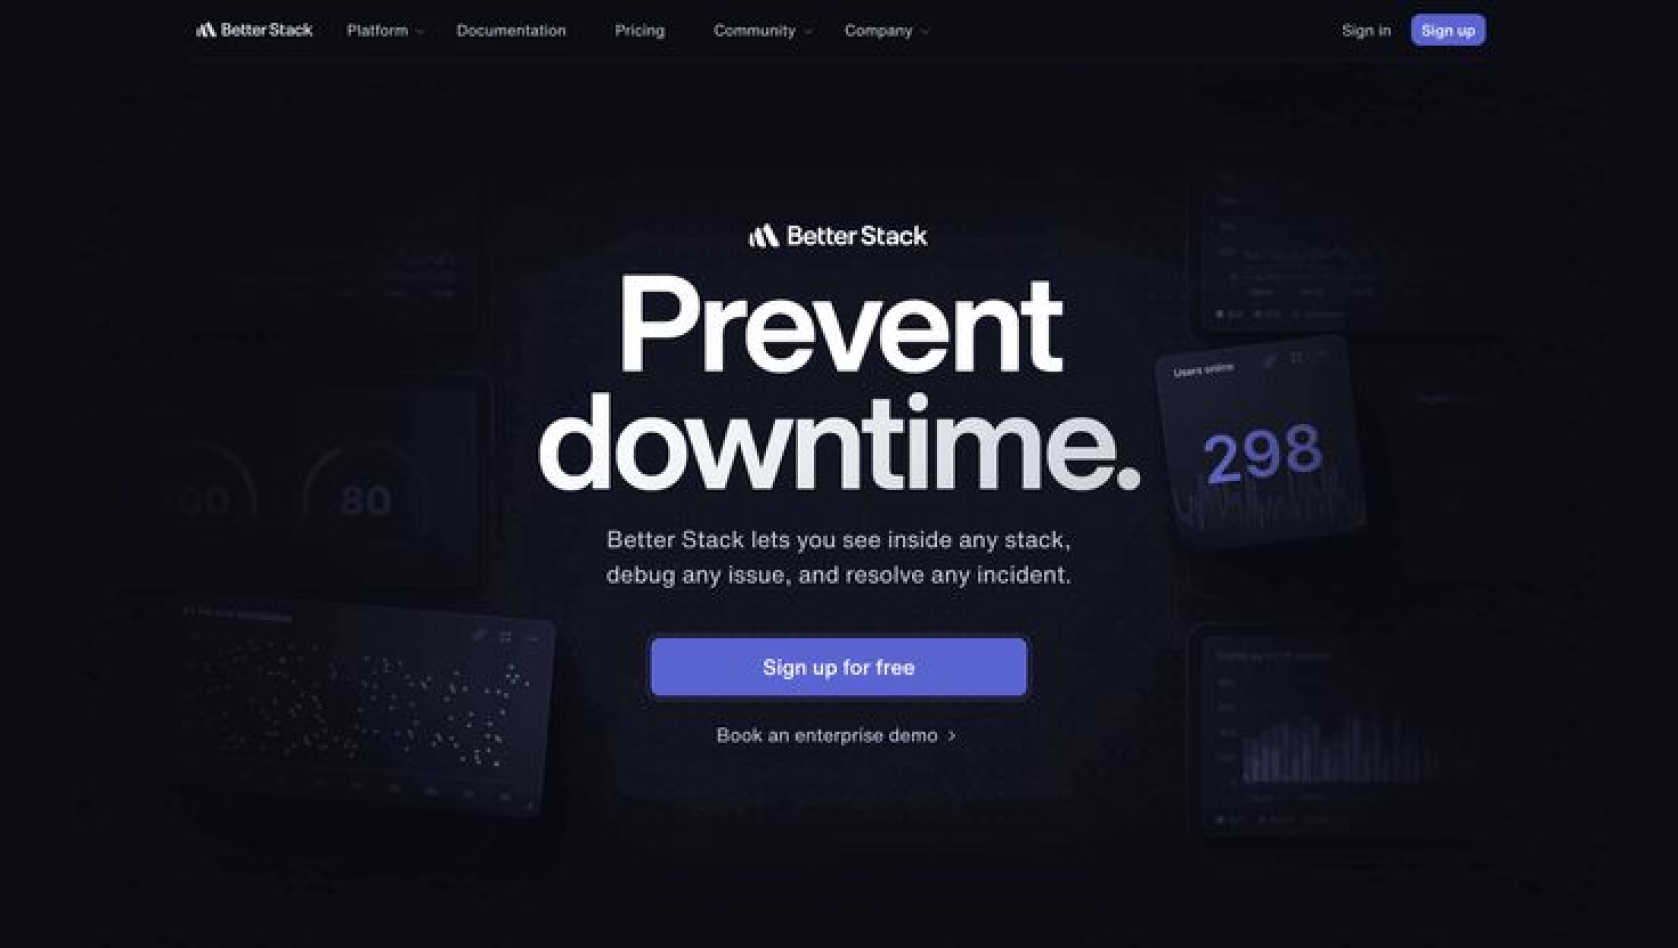 Better Stack
Platform
Documentation
Pricing
Community
Company
Sign in
Sign up
Better Stack
Prevent
downtime.
Better Stack lets you see inside any stack,
debug any issue, and resolve any incident.
Sign up for free
Book an enterprise demo
Users online
298
80